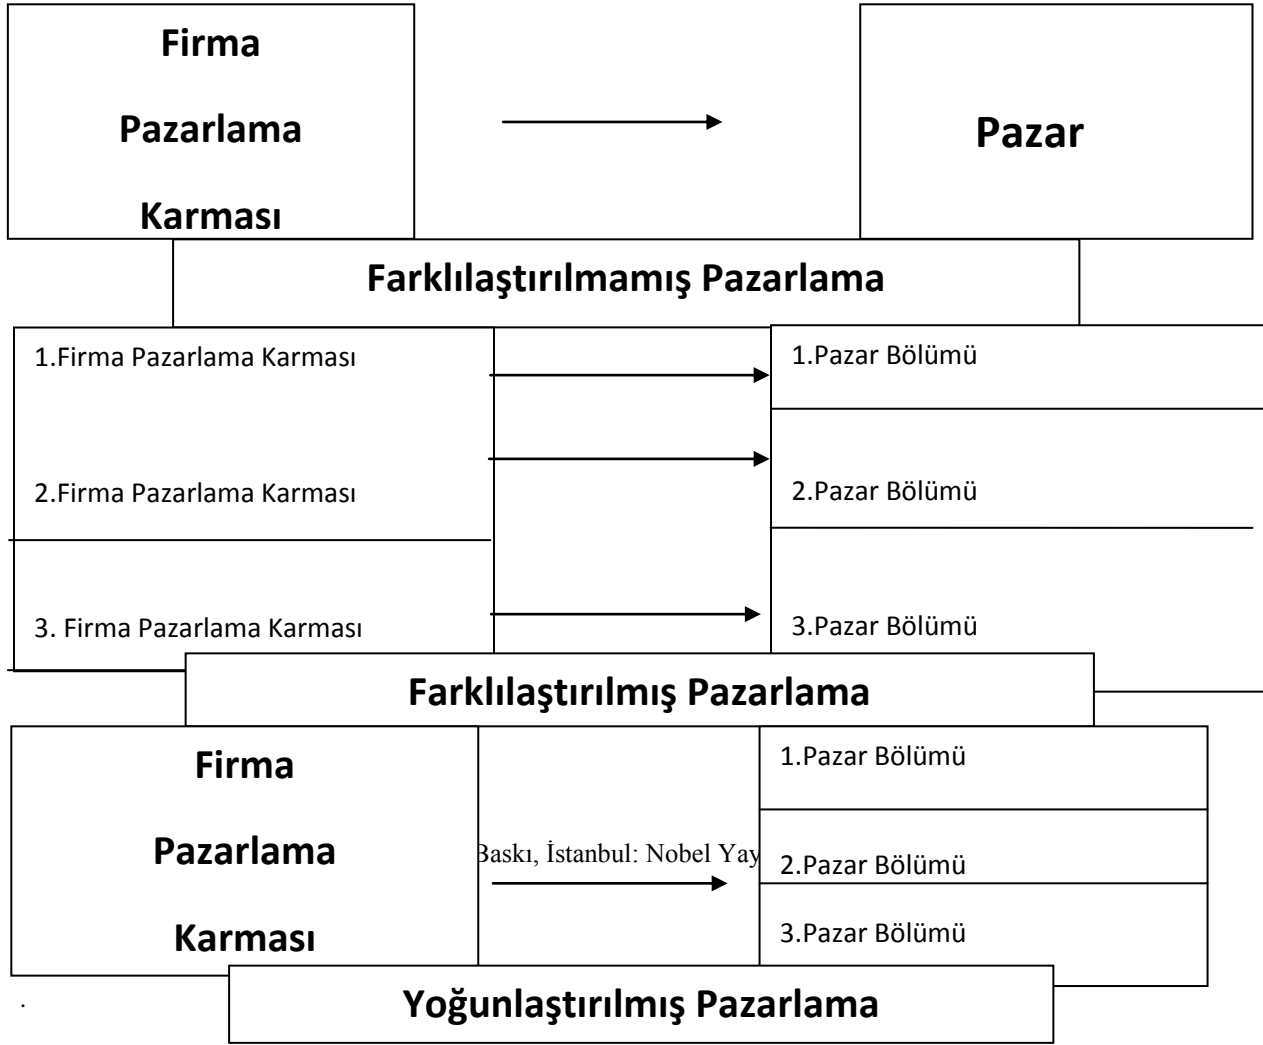 Firma
Pazarlama
Karması
Pazar
Farklılaştırılmamış Pazarlama
1.Firma Pazarlama Karması
1.Pazar Bölümü
2.Firma Pazarlama Karması
2.Pazar Bölümü
3. Firma Pazarlama Karması
3.Pazar Bölümü
Farklılaştırılmış Pazarlama
Firma
Pazarlama
Karması
1.Pazar Bölümü
Baskı, İstanbul: Nobel Yay
2.Pazar Bölümü
3.Pazar Bölümü
.
Yoğunlaştırılmış Pazarlama